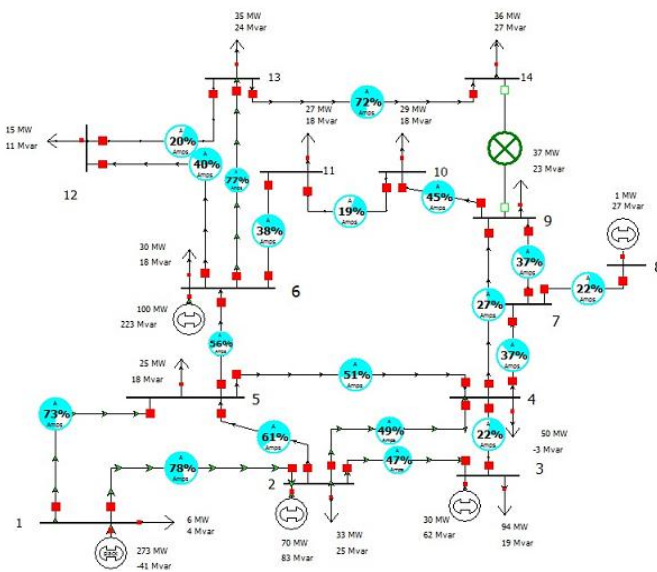 35 MW
24 Mvar
36 MW
27 Mvar
13
14
A
72%
Amps
27 MW
18 Mvar
29 MW
18 Mvar
15 MW
11 Mvar
A
20%
Amps
A
40%
Amps
12
A
77%
Amps
11
10
37 MW
23 Mvar
A
19%
Amps
A
45%
Amps
A
38%
Amps
9
1 MW
27 Mvar
30 MW
18 Mvar
6
A
37%
Amps
8
A
22%
Amps
7
100 MW
223 Mvar
A
27%
Amps
A
56%
Amps
A
37%
Amps
25 MW
18 Mvar
A
51%
Amps
5
4
A
73%
Amps
A
49%
Amps
A
22%
Amps
50 MW
-3 Mvar
A
61%
Amps
A
78%
Amps
A
47%
Amps
2
3
1
6 MW
4 Mvar
70 MW
83 Mvar
33 MW
25 Mvar
30 MW
62 Mvar
94 MW
19 Mvar
slack
273 MW
-41 Mvar